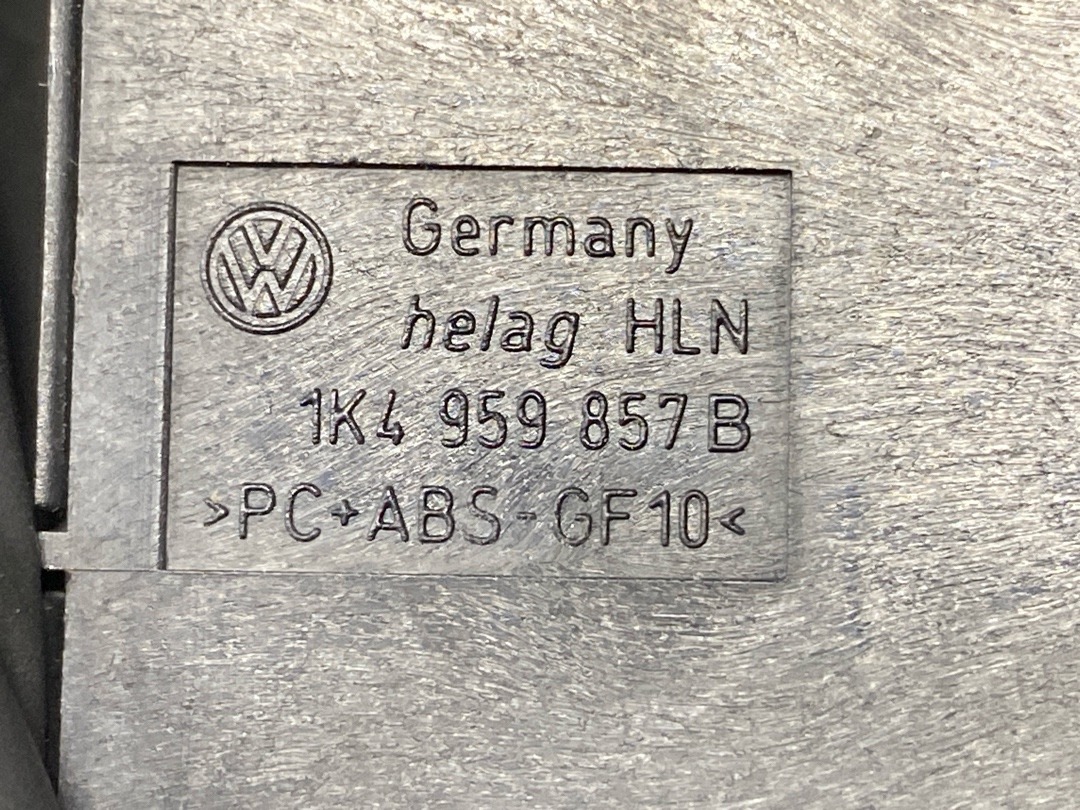 Germany
helag HLN
1K4 959 857 B
>PC+ABS-GF10<